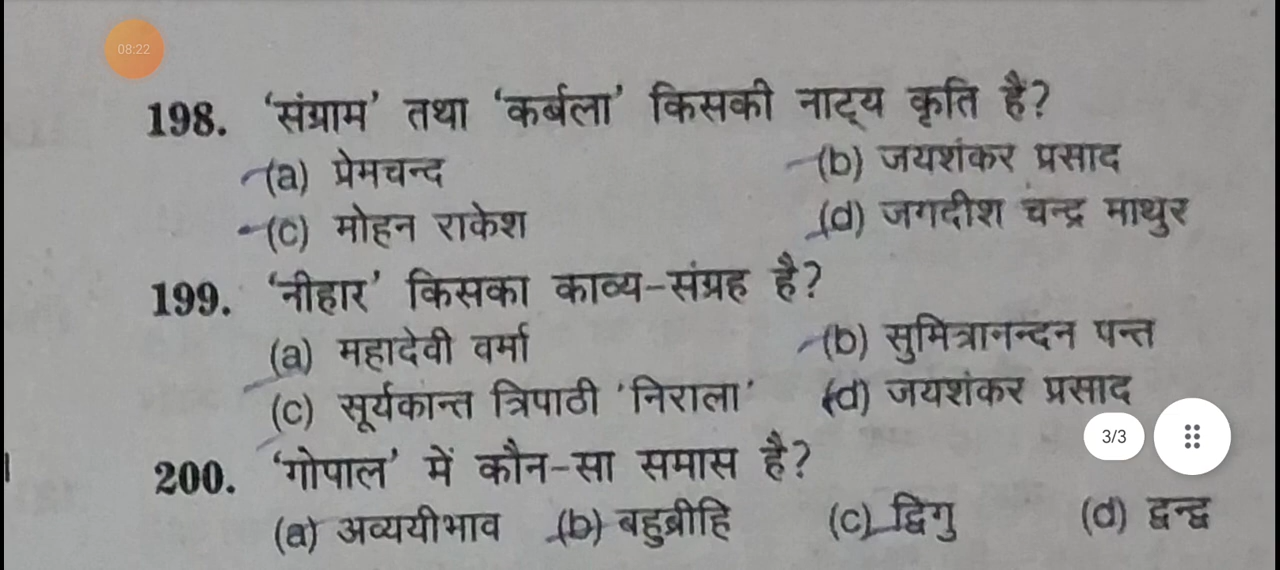 08:22
198. ‘संग्राम’ तथा ‘कर्बला’ किसकी नाट्य कृति है?
(a) प्रेमचन्द (b) जयशंकर प्रसाद
(c) मोहन राकेश (d) जगदीश चन्द्र माथुर
199. ‘नीहार’ किसका काव्य-संग्रह है?
(a) महादेवी वर्मा (b) सुमित्रानन्दन पन्त
(c) सूर्यकान्त त्रिपाठी ‘निराला’ (d) जयशंकर प्रसाद
3/3
200. ‘गोपाल’ में कौन-सा समास है?
(a) अव्ययीभाव (b) बहुब्रीहि (c) द्विगु (d) द्वन्द्व